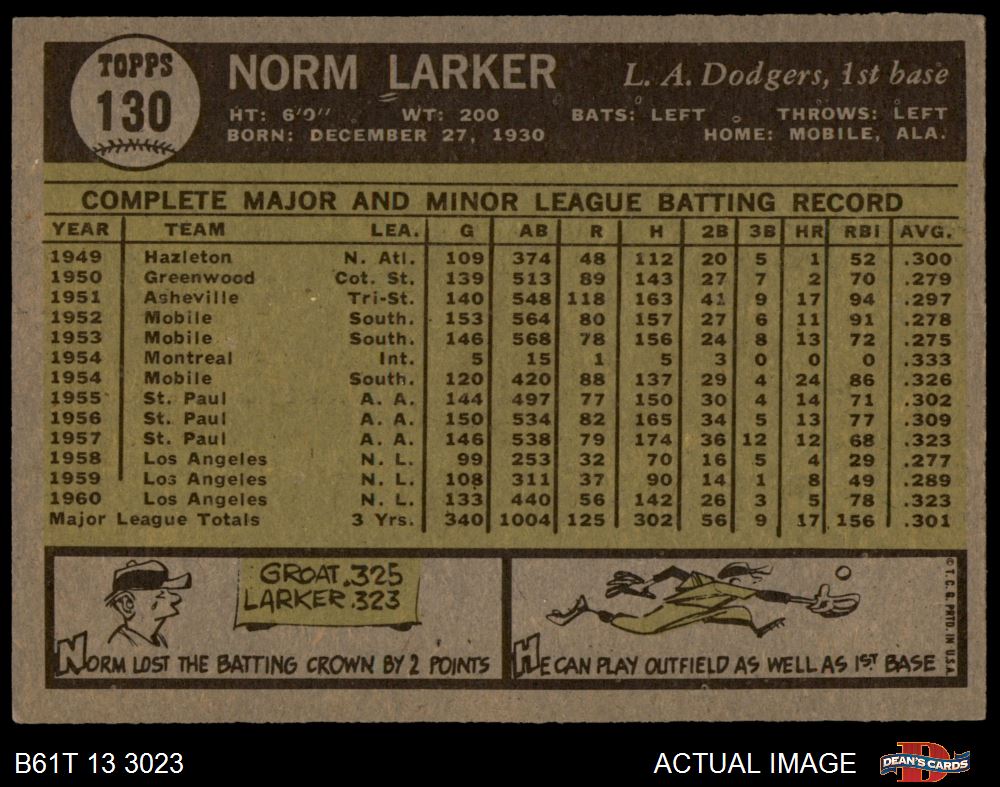 TOPPS
130
NORM LARKER
L. A. Dodgers, 1st base
HT: 6'0" WT: 200 BATS: LEFT THROWS: LEFT
BORN: DECEMBER 27, 1930 HOME: MOBILE, ALA.
COMPLETE MAJOR AND MINOR LEAGUE BATTING RECORD
YEAR TEAM LEA. G AB R H 2B 3B HR RBI AVG.
1949 Hazleton N. Atl. 109 374 48 112 20 5 1 52 .300
1950 Greenwood Cot. St. 139 513 89 143 27 7 2 70 .279
1951 Asheville Tri-St. 140 548 118 163 41 9 17 94 .297
1952 Mobile South. 153 564 80 157 27 6 11 91 .278
1953 Mobile South. 146 568 78 156 24 8 13 72 .275
1954 Montreal Int. 5 15 1 5 3 0 0 0 .333
1954 Mobile South. 120 420 88 137 29 4 24 86 .326
1955 St. Paul A. A. 144 497 77 150 30 4 14 71 .302
1956 St. Paul A. A. 150 534 82 165 34 5 13 77 .309
1957 St. Paul A. A. 146 538 79 174 36 12 12 68 .323
1958 Los Angeles N. L. 99 253 32 70 16 5 4 29 .277
1959 Los Angeles N. L. 108 311 37 90 14 1 8 49 .289
1960 Los Angeles N. L. 133 440 56 142 26 3 5 78 .323
Major League Totals 3 Yrs. 340 1004 125 302 56 9 17 156 .301
GROAT .325
LARKER .323
NORM LOST THE BATTING CROWN BY 2 POINTS
HE CAN PLAY OUTFIELD AS WELL AS 1ST BASE
© T. C. G. PRTD. IN U.S.A.
B61T 13 3023
ACTUAL IMAGE
DEAN'S CARDS